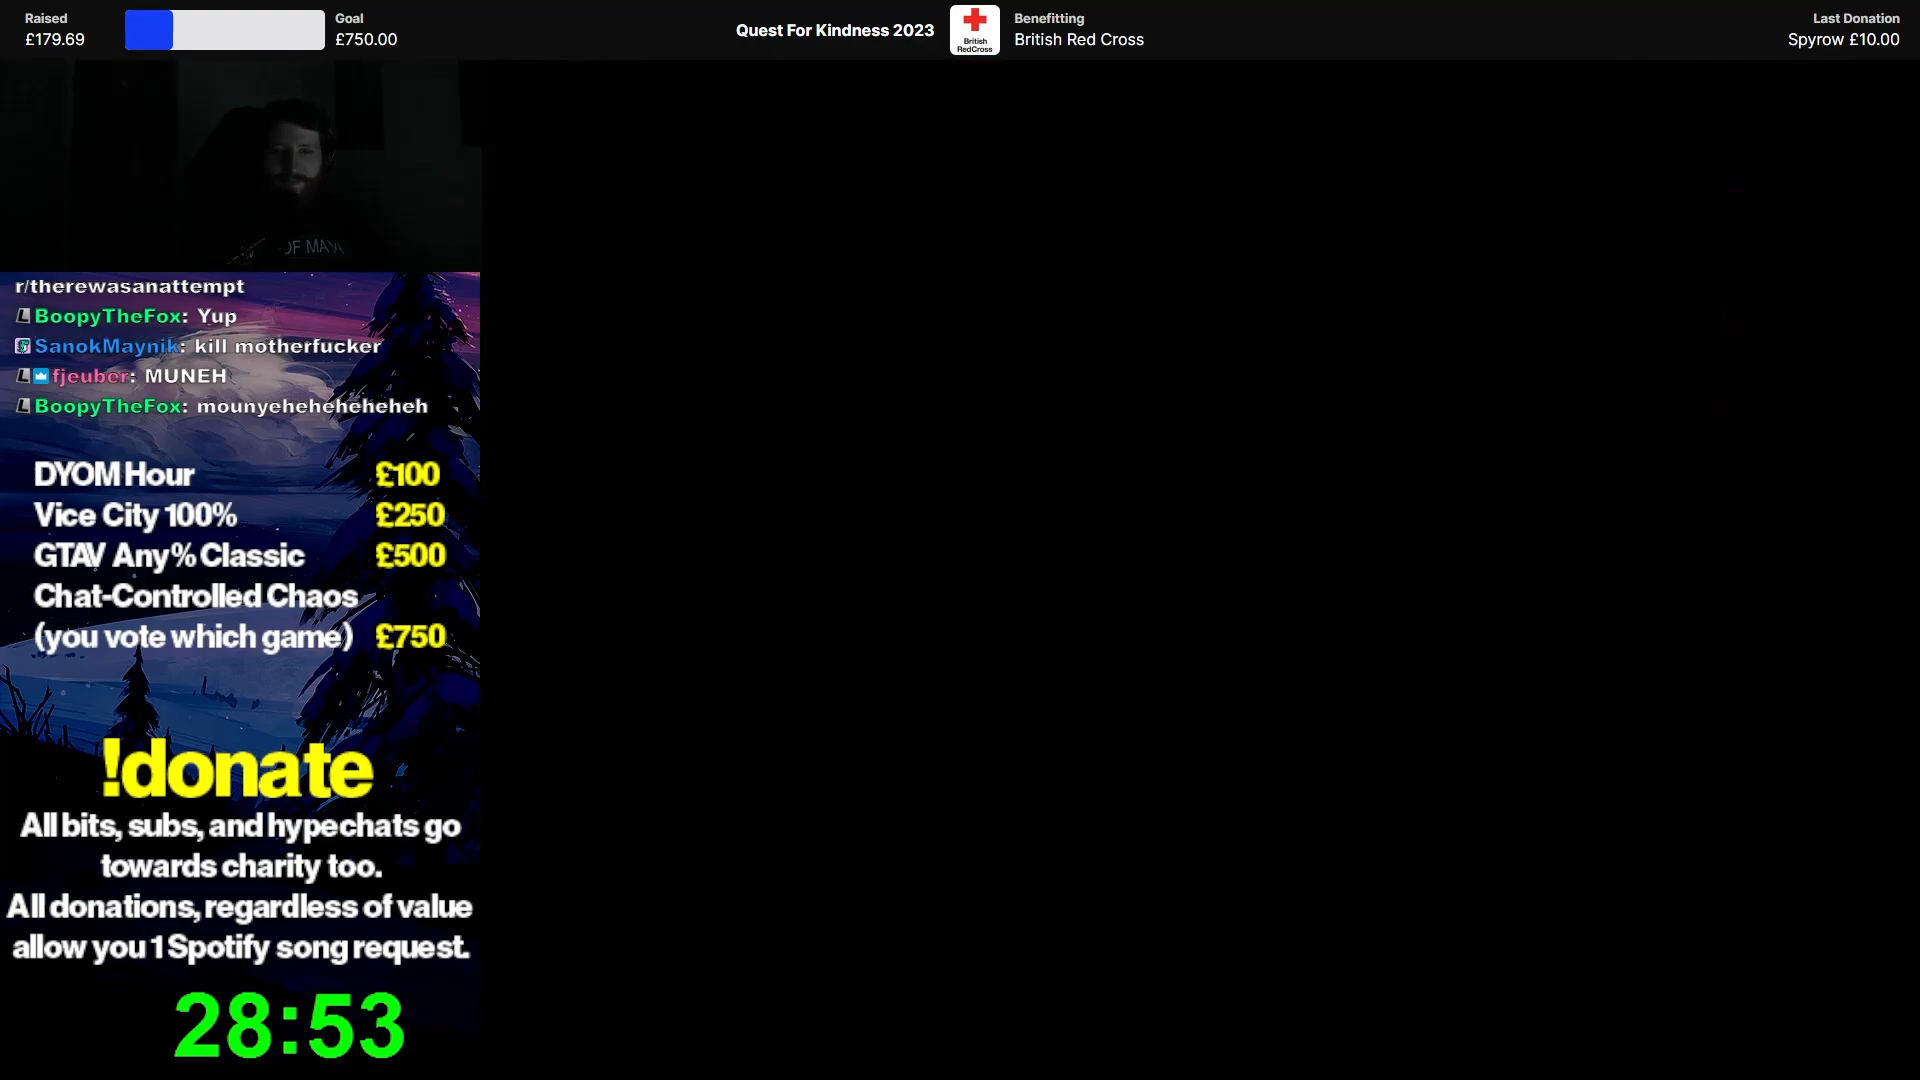 Raised
£179.69
Goal
£750.00
Quest For Kindness 2023
British
RedCross
Benefitting
British Red Cross
Last Donation
Spyrow £10.00
OF MAY
r/therewasanattempt
BoopyTheFox: Yup
SanokMaynik: kill motherfucker
fjeuber: MUNEH
BoopyTheFox: mounyeheheheheheh
DYOM Hour £100
Vice City 100% £250
GTAV Any% Classic £500
Chat-Controlled Chaos
(you vote which game) £750
!donate
All bits, subs, and hypechats go
towards charity too.
All donations, regardless of value
allow you 1 Spotify song request.
28:53